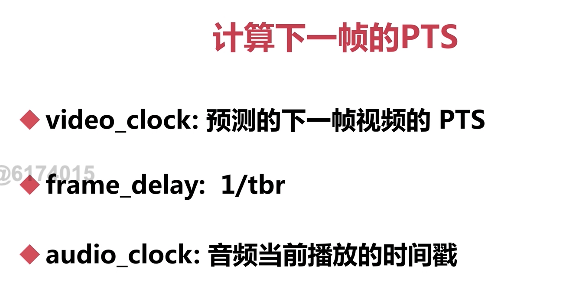 计算下一帧的PTS
video_clock: 预测的下一帧视频的 PTS
@6174015
frame_delay: 1/tbr
audio_clock: 音频当前播放的时间戳